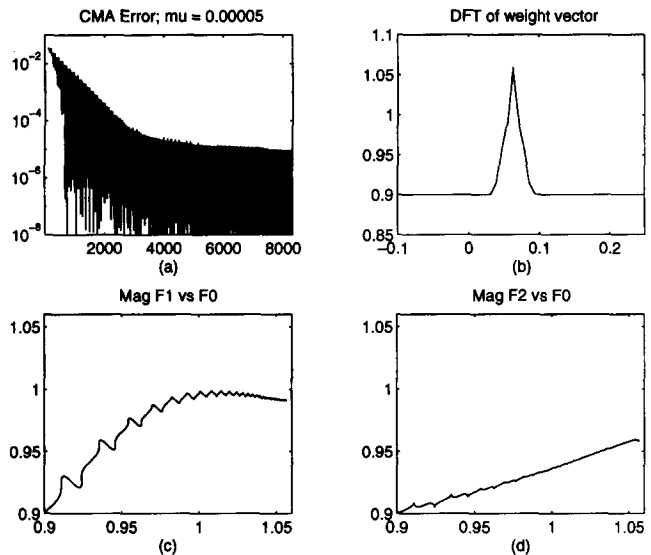 CMA Error; mu = 0.00005
10^-2
10^-4
10^-6
10^-8
2000 4000 6000 8000
(a)
DFT of weight vector
1.1
1.05
1
0.95
0.9
0.85
-0.1 0 0.1 0.2
(b)
Mag F1 vs F0
1.05
1
0.95
0.9
0.9 0.95 1 1.05
(c)
Mag F2 vs F0
1.05
1
0.95
0.9
0.9 0.95 1 1.05
(d)